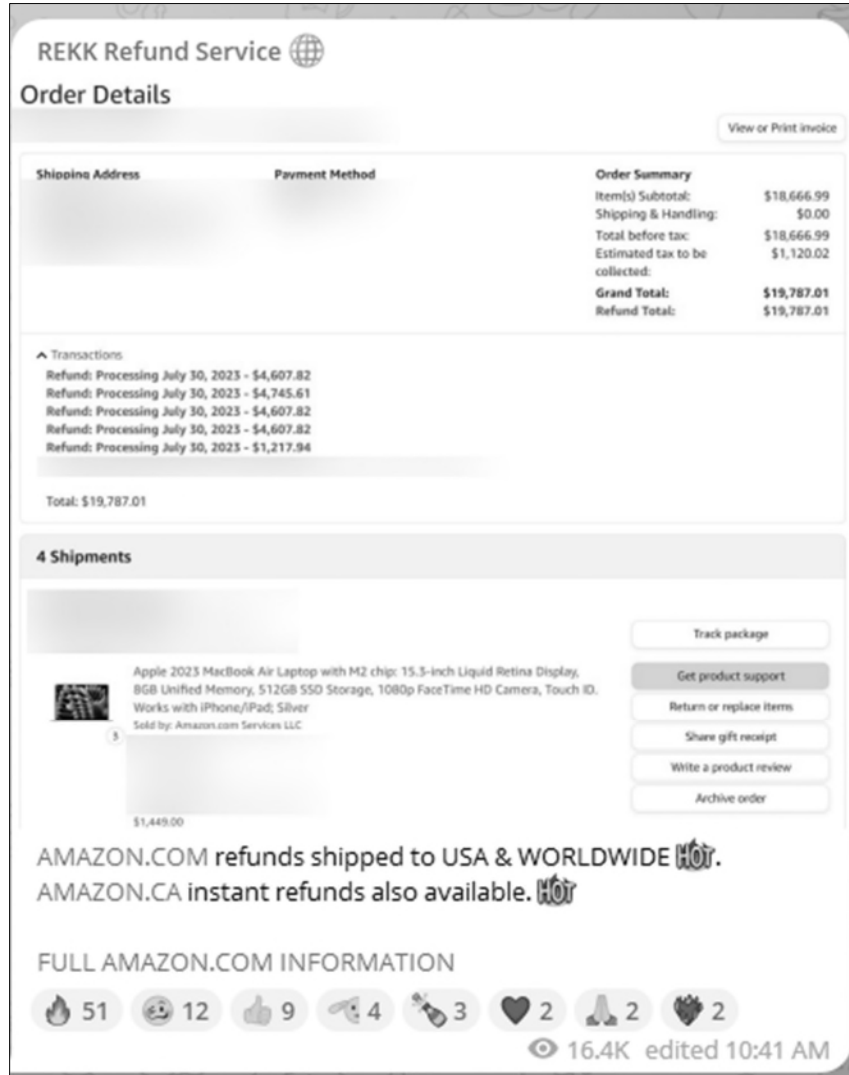 REKK Refund Service
Order Details
View or Print invoice
Shipping Address
Payment Method
Order Summary
Item(s) Subtotal: $18,666.99
Shipping & Handling: $0.00
Total before tax: $18,666.99
Estimated tax to be $1,120.02
collected:
Grand Total: $19,787.01
Refund Total: $19,787.01
Transactions
Refund: Processing July 30, 2023 - $4,607.82
Refund: Processing July 30, 2023 - $4,745.61
Refund: Processing July 30, 2023 - $4,607.82
Refund: Processing July 30, 2023 - $4,607.82
Refund: Processing July 30, 2023 - $1,217.94
Total: $19,787.01
4 Shipments
Track package
Apple 2023 MacBook Air Laptop with M2 chip: 15.3-inch Liquid Retina Display,
8GB Unified Memory, 512GB SSD Storage, 1080p FaceTime HD Camera, Touch ID.
Works with iPhone/iPad; Silver
Sold by: Amazon.com Services LLC
3
$1,449.00
Get product support
Return or replace items
Share gift receipt
Write a product review
Archive order
AMAZON.COM refunds shipped to USA & WORLDWIDE HOT.
AMAZON.CA instant refunds also available. HOT
FULL AMAZON.COM INFORMATION
51 12 9 4 3 2 2 2
16.4K edited 10:41 AM